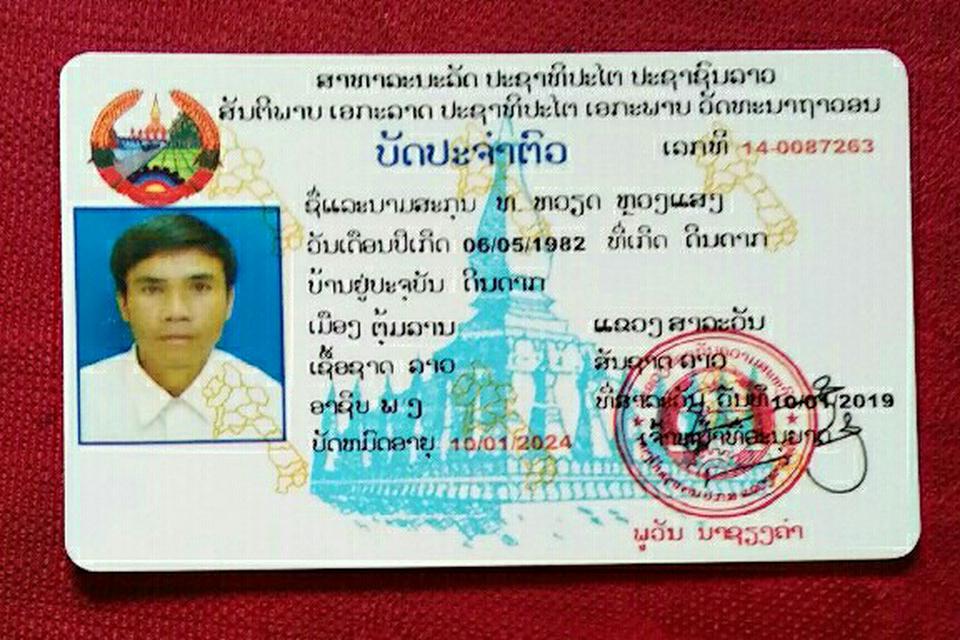 ສາທາລະນະລັດ ປະຊາທິປະໄຕ ປະຊາຊົນລາວ
ສັນຕິພາບ ເອກະລາດ ປະຊາທິປະໄຕ ເອກະພາບ ວັດທະນາຖາວອນ
ບັດປະຈຳຕົວ
ເລກທີ 14-0087263
ຊື່ແລະນາມສະກຸນ ທ. ທວຽດ ຫຼວງແສງ
ວັນເດືອນປີເກີດ 06/05/1982 ທີ່ເກີດ ດິນດາກ
ບ້ານຢູ່ປະຈຸບັນ ດິນດາກ
ເມືອງ ຕຸ້ມລານ ແຂວງ ສາລະວັນ
ເຊື້ອຊາດ ລາວ ສັນຊາດ ລາວ
ອາຊີບ ພ ງ ທີ່ສາລະວັນ ວັນທີ 10/01/2019
ບັດຫມົດອາຍຸ 10/01/2024 ເຈົ້າໜ້າທີ່ອະນຸຍາດ
ພູວັນ ນາຊຽງຄຳ